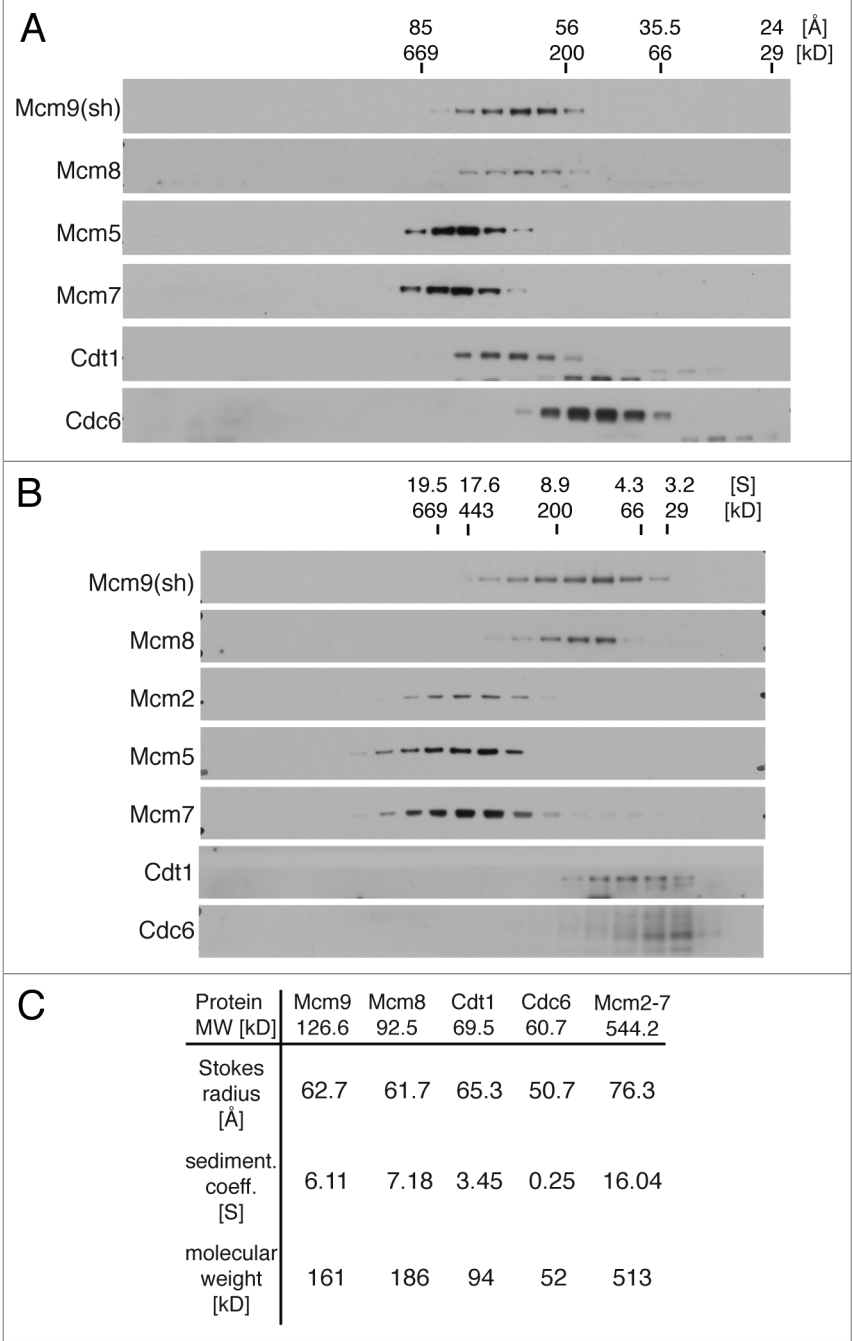 A
85 56 35.5 24 [Å]
669 200 66 29 [kD]
Mcm9(sh)
Mcm8
Mcm5
Mcm7
Cdt1
Cdc6
B
19.5 17.6 8.9 4.3 3.2 [S]
669 443 200 66 29 [kD]
Mcm9(sh)
Mcm8
Mcm2
Mcm5
Mcm7
Cdt1
Cdc6
C
Protein Mcm9 Mcm8 Cdt1 Cdc6 Mcm2-7
MW [kD] 126.6 92.5 69.5 60.7 544.2
Stokes
radius 62.7 61.7 65.3 50.7 76.3
[Å]
sediment.
coeff. 6.11 7.18 3.45 0.25 16.04
[S]
molecular
weight 161 186 94 52 513
[kD]